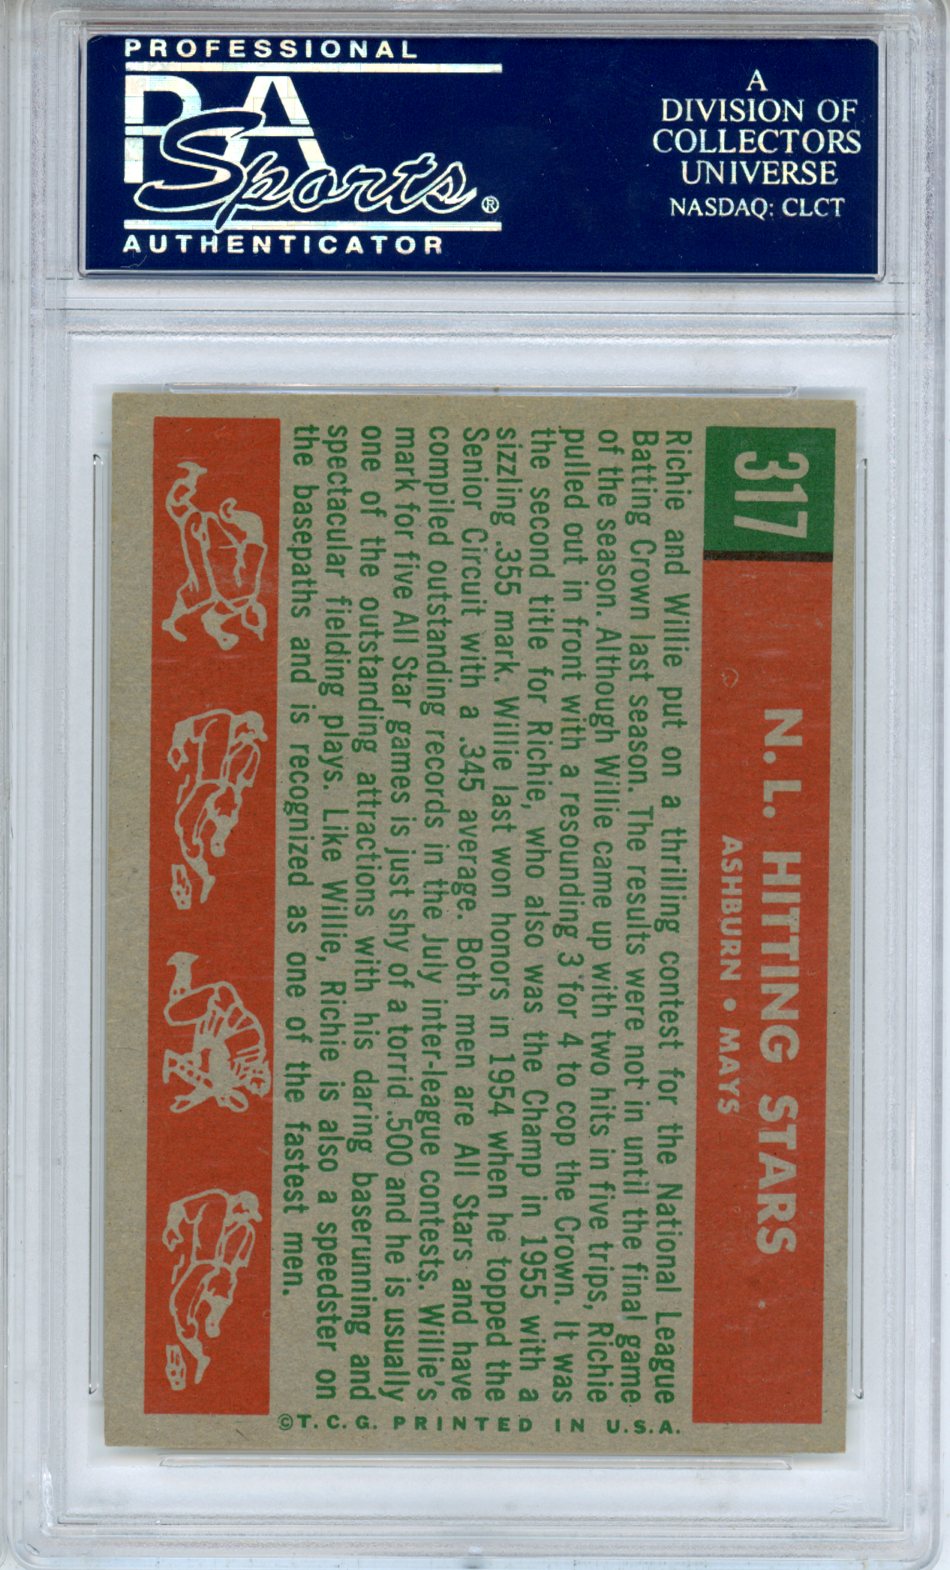 PROFESSIONAL
PSA
Sports®
AUTHENTICATOR
A
DIVISION OF
COLLECTORS
UNIVERSE
NASDAQ: CLCT
317
N. L. HITTING STARS
ASHBURN • MAYS
Richie and Willie put on a thrilling contest for the National League
Batting Crown last season. The results were not in until the final game
of the season. Although Willie came up with two hits in five trips, Richie
pulled out in front with a resounding 3 for 4 to cop the Crown. It was
the second title for Richie, who also was the Champ in 1955 with a
sizzling .355 mark. Willie last won honors in 1954 when he topped the
Senior Circuit with a .345 average. Both men are All Stars and have
compiled outstanding records in the July inter-league contests. Willie's
mark for five All Star games is just shy of a torrid .500 and he is usually
one of the outstanding attractions with his daring baserunning and
spectacular fielding plays. Like Willie, Richie is also a speedster on
the basepaths and is recognized as one of the fastest men.
©T.C.G. PRINTED IN U.S.A.